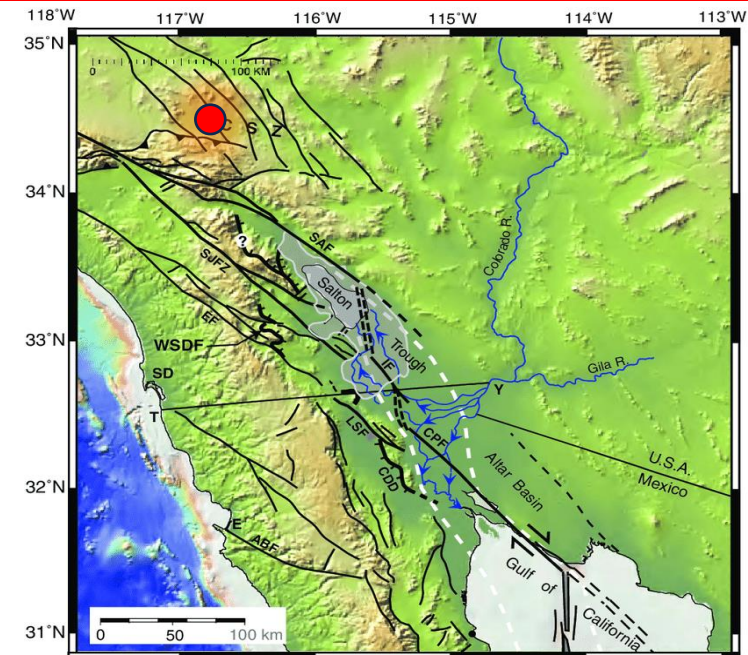 118°W 117°W 116°W 115°W 114°W 113°W
35°N
0 100 KM
S Z
34°N
SAF
?
SJFZ
Salton
Colorado R.
33°N
EF
WSDF
Trough
IF
Gila R.
SD
Y
T
LSF
CPF
U.S.A.
Mexico
CDD
Altar Basin
32°N
E
ABF
Gulf of
California
31°N
0 50 100 km